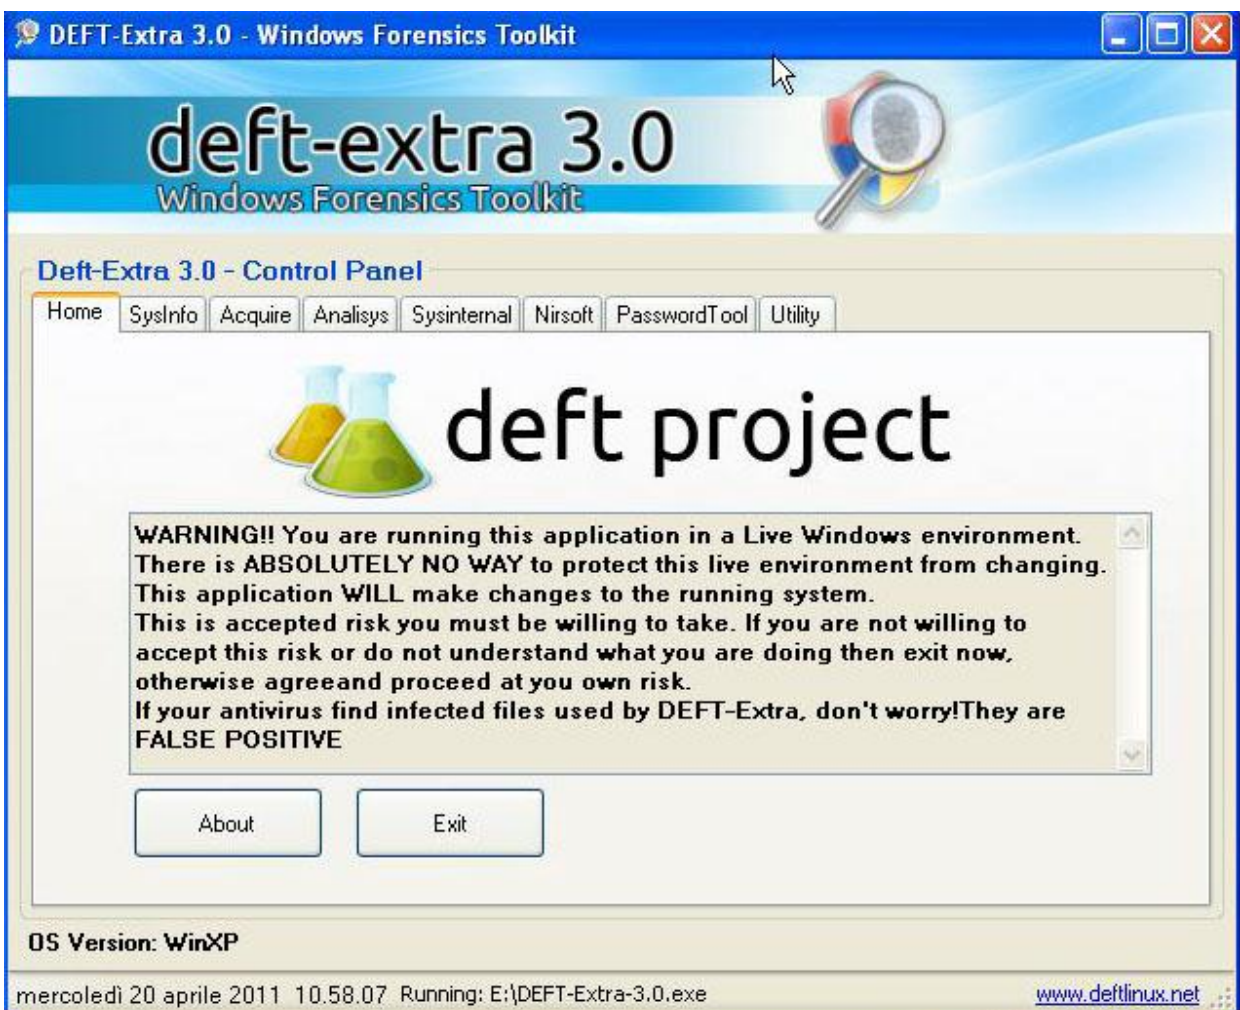 DEFT-Extra 3.0 - Windows Forensics Toolkit
deft-extra 3.0
Windows Forensics Toolkit
Deft-Extra 3.0 - Control Panel
Home SysInfo Acquire Analisys Sysinternal Nirsoft PasswordTool Utility
deft project
WARNING!! You are running this application in a Live Windows environment.
There is ABSOLUTELY NO WAY to protect this live environment from changing.
This application WILL make changes to the running system.
This is accepted risk you must be willing to take. If you are not willing to
accept this risk or do not understand what you are doing then exit now,
otherwise agreeand proceed at you own risk.
If your antivirus find infected files used by DEFT-Extra, don't worry!They are
FALSE POSITIVE
About Exit
OS Version: WinXP
mercoledì 20 aprile 2011 10.58.07 Running: E:\DEFT-Extra-3.0.exe www.deftlinux.net